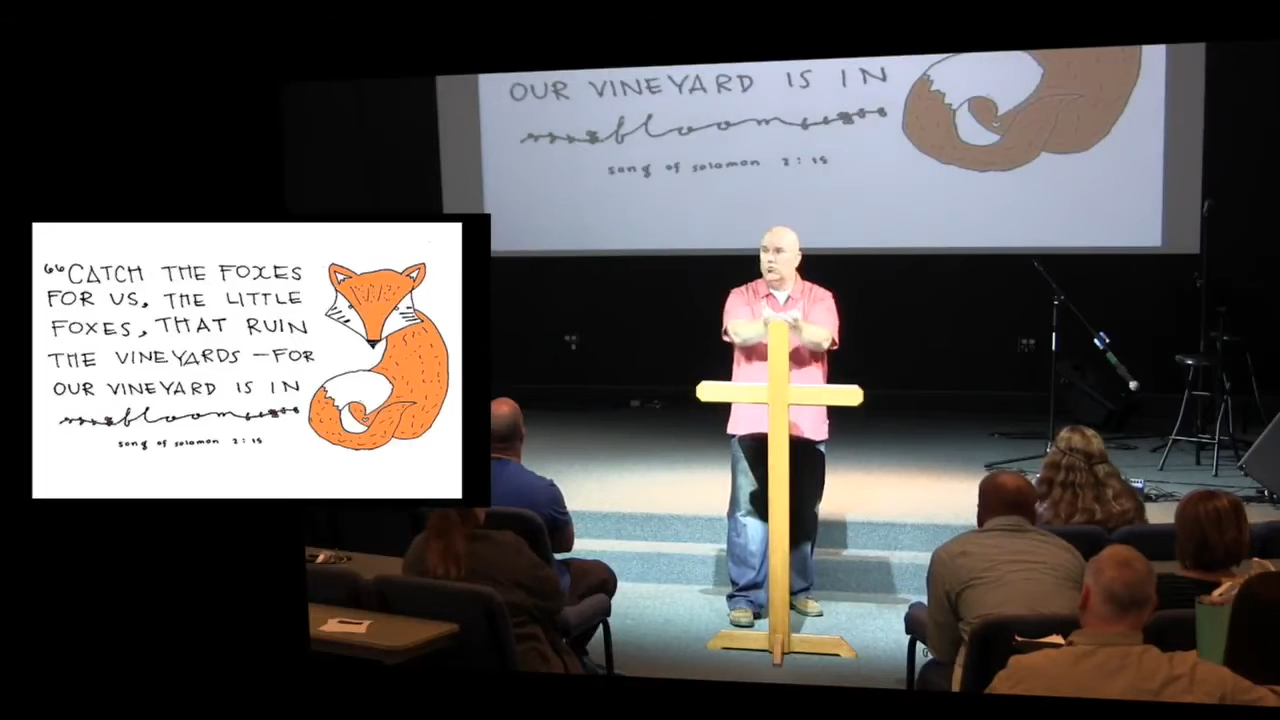 “CATCH THE FOXES
FOR US, THE LITTLE
FOXES, THAT RUIN
THE VINEYARDS —FOR
OUR VINEYARD IS IN
bloom
song of solomon 2:15
OUR VINEYARD IS IN
bloom
song of solomon 2:15